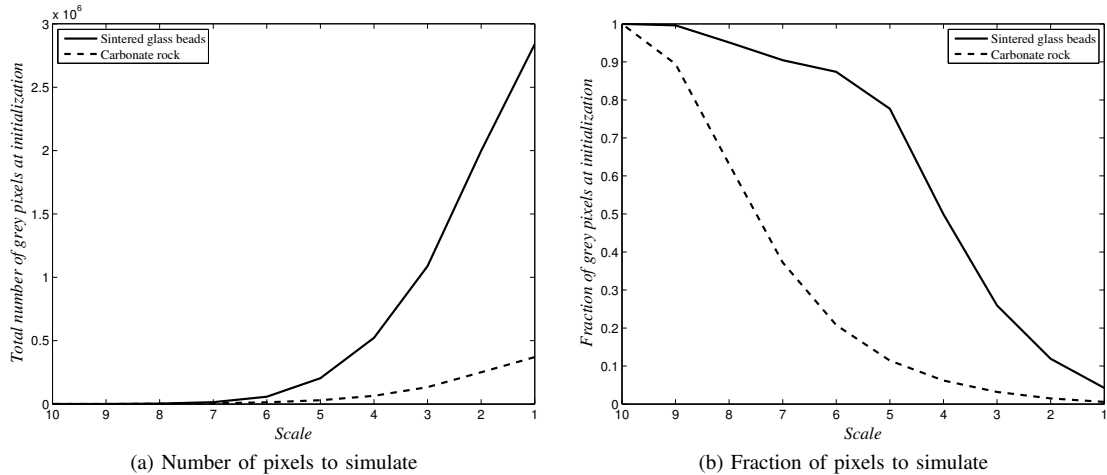 x 10^6
3
2.5
2
1.5
1
0.5
0
Total number of grey pixels at initialization
Sintered glass beads
Carbonate rock
10 9 8 7 6 5 4 3 2 1
Scale
(a) Number of pixels to simulate
1
0.9
0.8
0.7
0.6
0.5
0.4
0.3
0.2
0.1
0
Fraction of grey pixels at initialization
Sintered glass beads
Carbonate rock
10 9 8 7 6 5 4 3 2 1
Scale
(b) Fraction of pixels to simulate